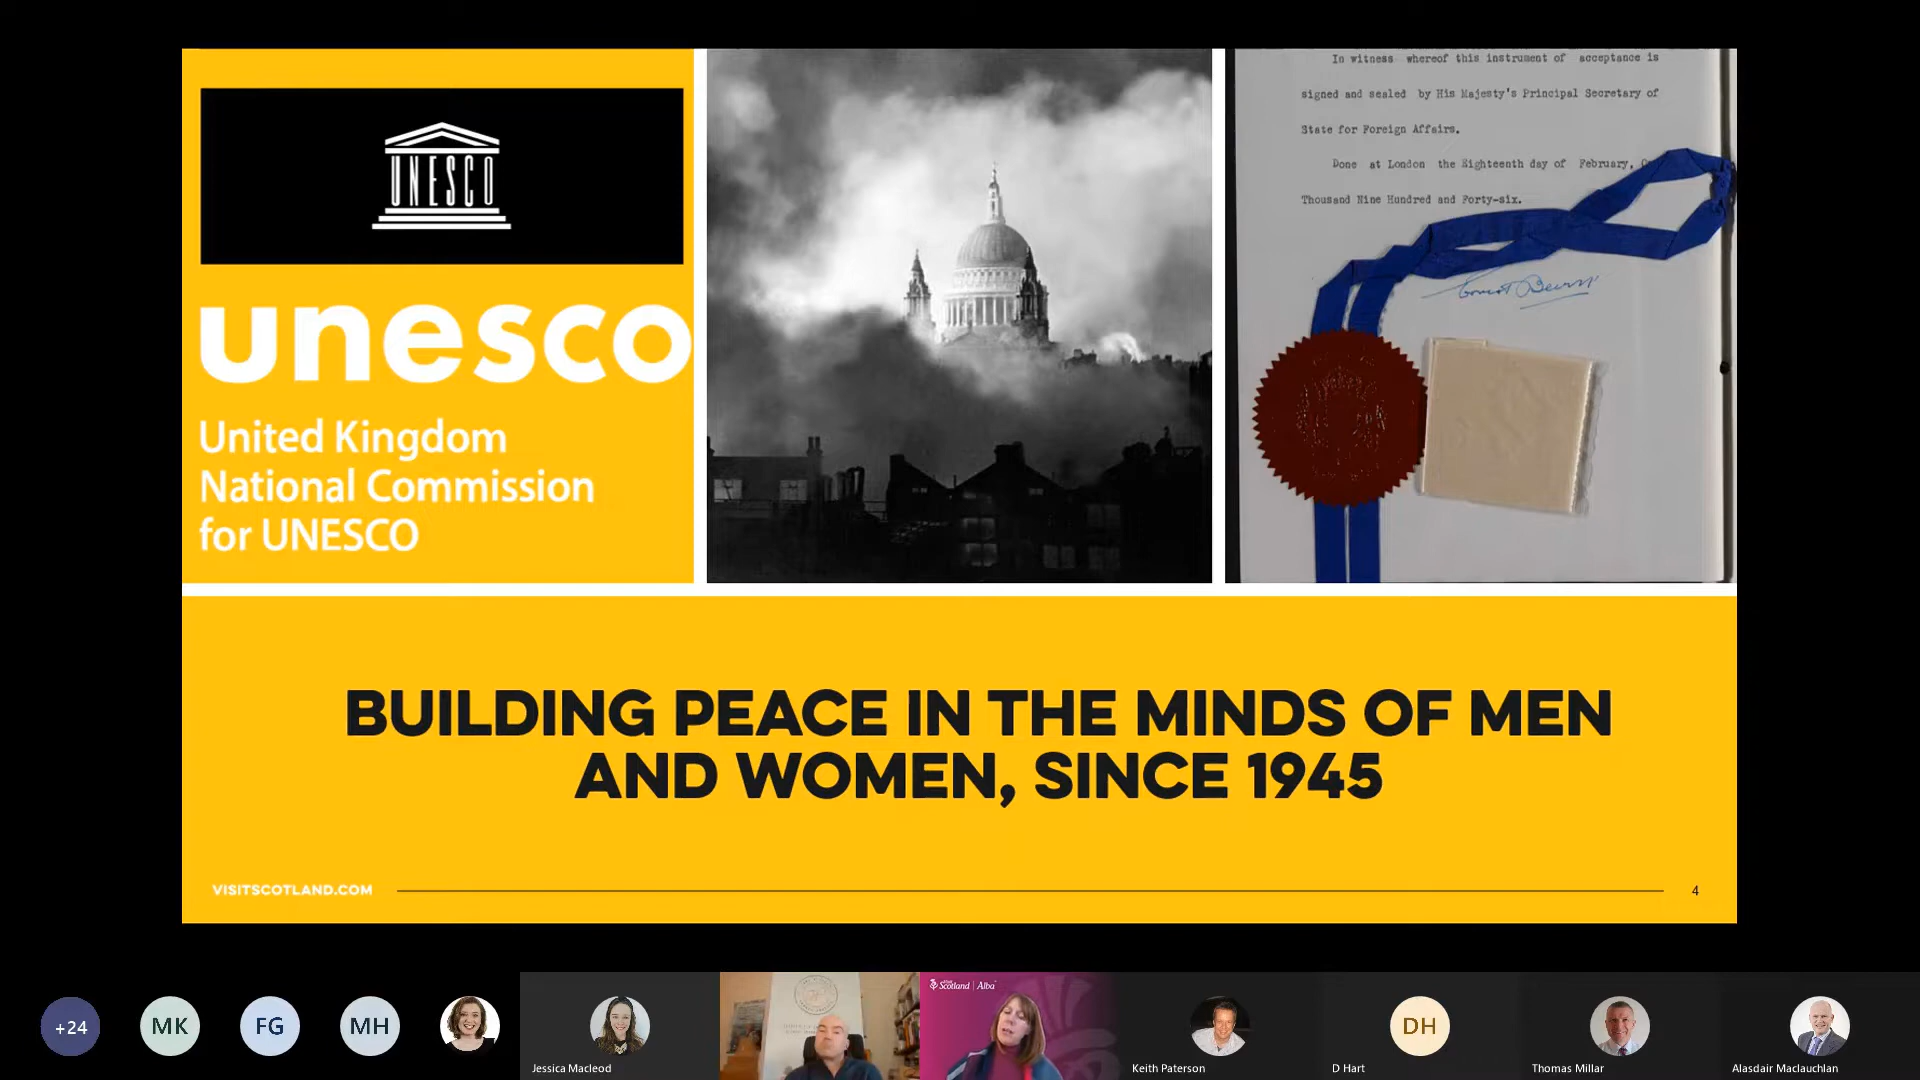 UNESCO
unesco
United Kingdom
National Commission
for UNESCO
In witness whereof this instrument of acceptance is
signed and sealed by His Majesty's Principal Secretary of
State for Foreign Affairs.
Done at London the Eighteenth day of February,
Thousand Nine Hundred and Forty-six.
BUILDING PEACE IN THE MINDS OF MEN
AND WOMEN, SINCE 1945
VISITSCOTLAND.COM
4
Scotland | Alba
+24
MK
FG
MH
DH
Jessica Macleod
Keith Paterson
D Hart
Thomas Millar
Alasdair Maclauchlan